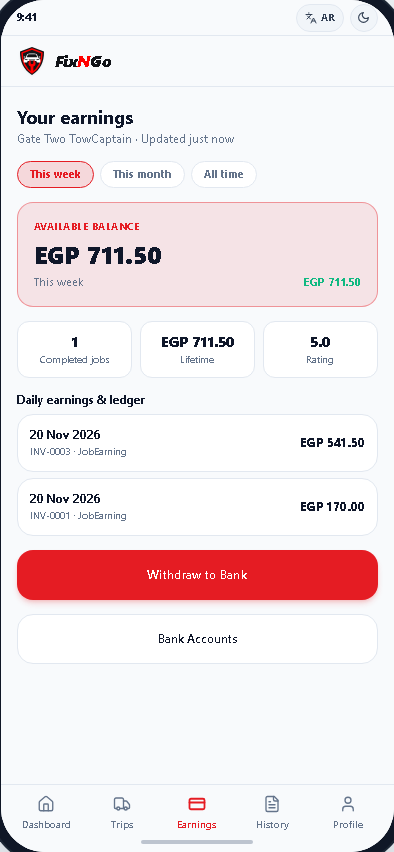 9:41
AR
FixNGo
Your earnings
Gate Two TowCaptain · Updated just now
This week
This month
All time
AVAILABLE BALANCE
EGP 711.50
This week
EGP 711.50
1
Completed jobs
EGP 711.50
Lifetime
5.0
Rating
Daily earnings & ledger
20 Nov 2026
INV-0003 · JobEarning
EGP 541.50
20 Nov 2026
INV-0001 · JobEarning
EGP 170.00
Withdraw to Bank
Bank Accounts
Dashboard
Trips
Earnings
History
Profile